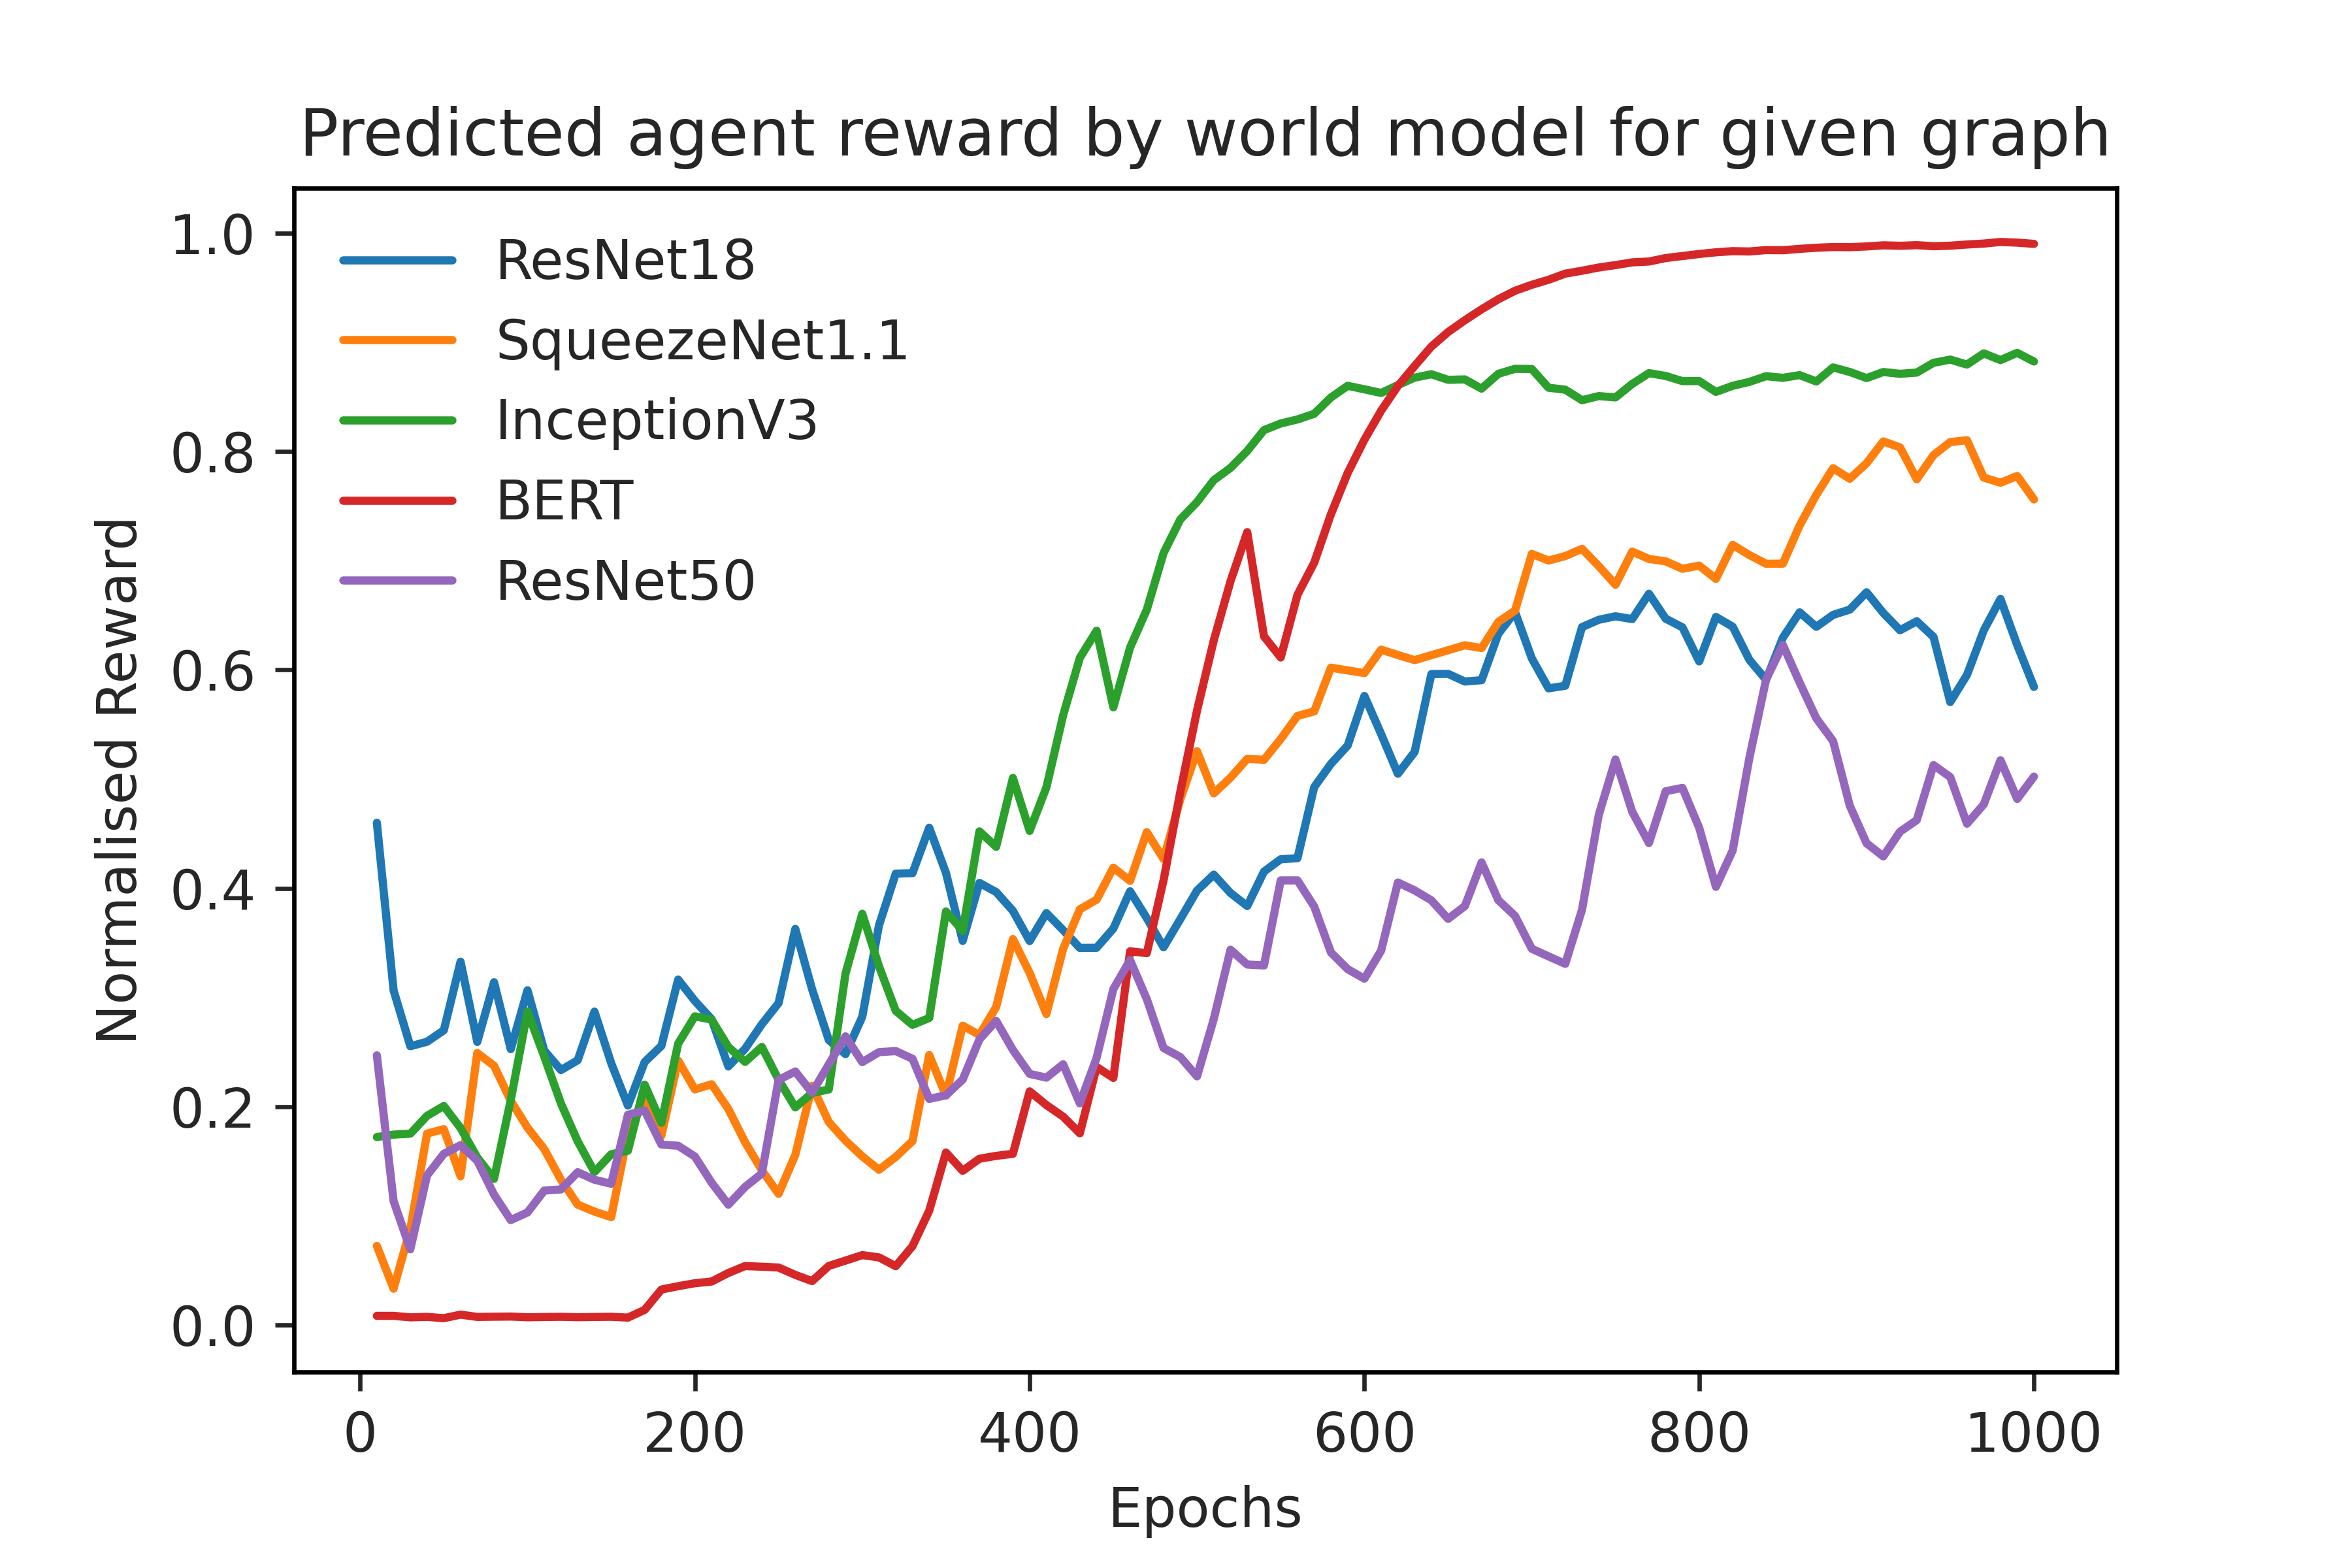 Predicted agent reward by world model for given graph
1.0
0.8
0.6
0.4
0.2
0.0
Normalised Reward
ResNet18
SqueezeNet1.1
InceptionV3
BERT
ResNet50
0 200 400 600 800 1000
Epochs